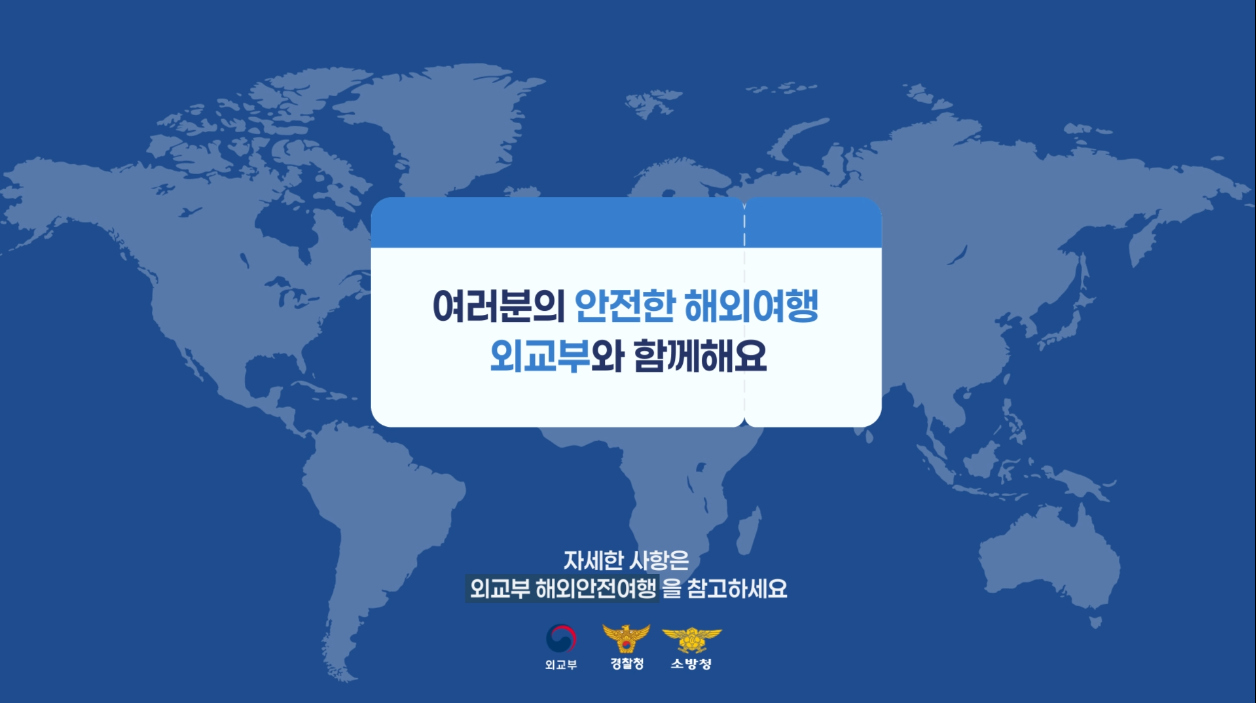 여러분의 안전한 해외여행
외교부와 함께해요
자세한 사항은
외교부 해외안전여행 을 참고하세요
외교부 경찰청 소방청